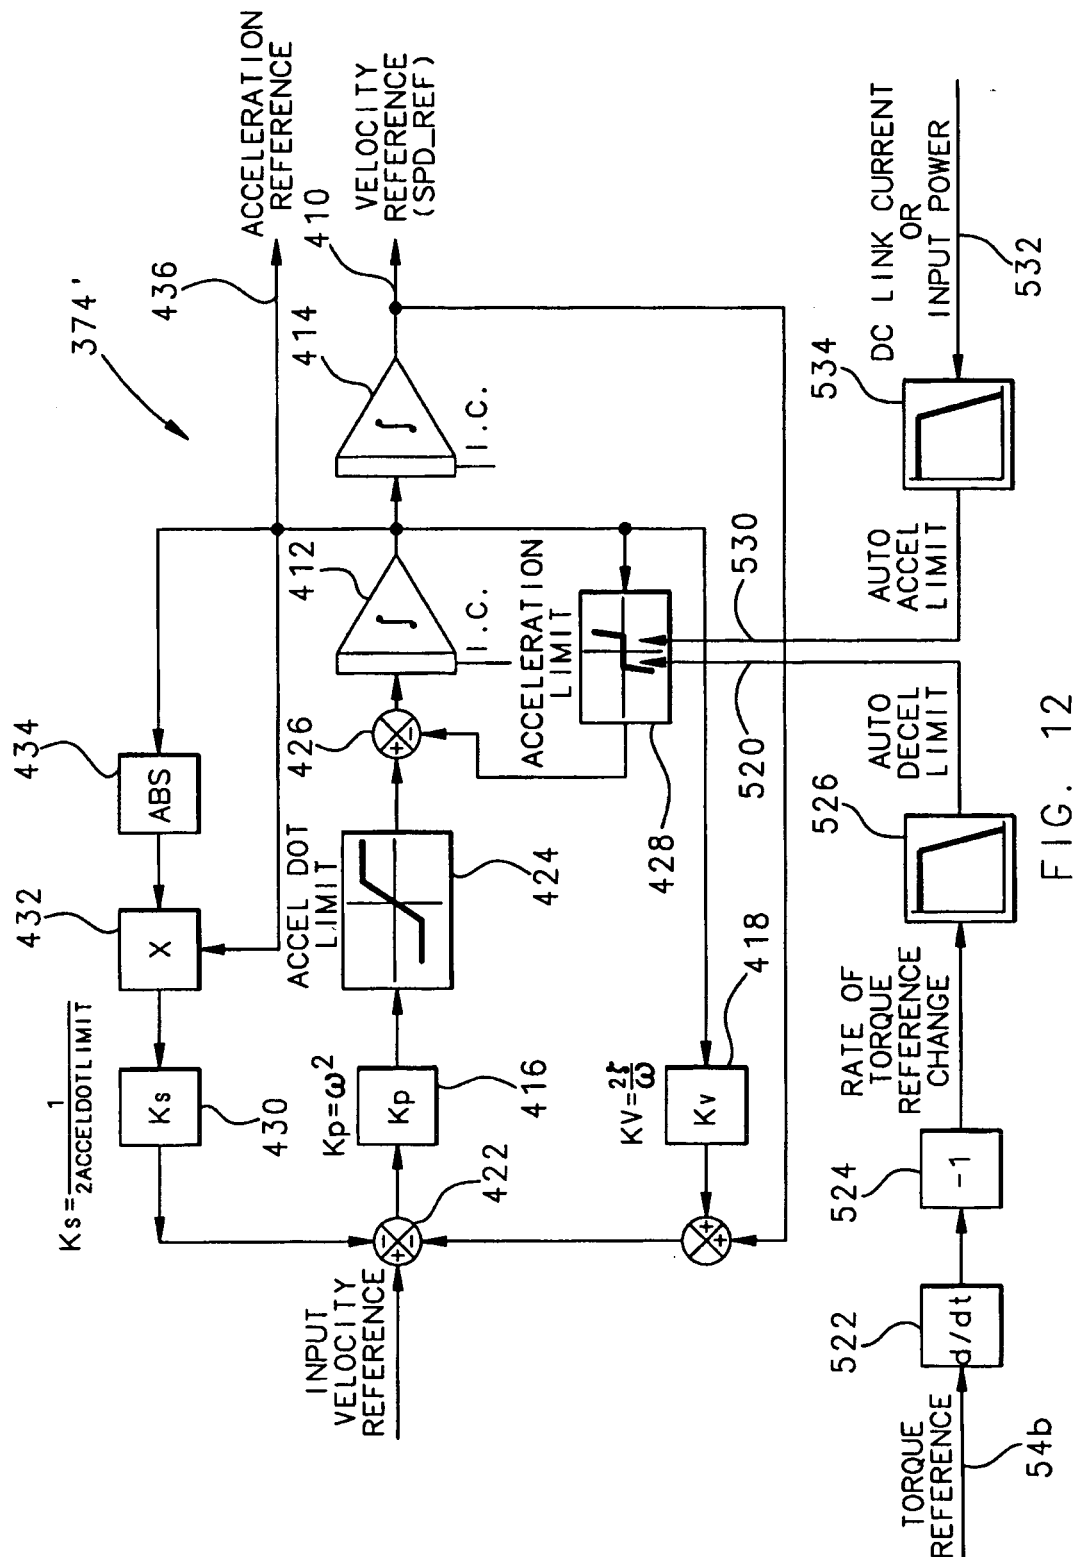 374'
436
ACCELERATION
REFERENCE
VELOCITY
REFERENCE
(SPD_REF)
410
414
∫
I.C.
412
∫
I.C.
434
ABS
432
X
Ks=1/2ACCELDOTLIMIT
Ks
430
INPUT
VELOCITY
REFERENCE
+
-
-
422
Kp=ω²
Kp
416
ACCEL DOT
LIMIT
424
426
+
-
ACCELERATION
LIMIT
428
KV=2ξ/ω
Kv
418
+
+
520
530
TORQUE
REFERENCE
54b
522
d/dt
524
-1
RATE OF
TORQUE
REFERENCE
CHANGE
526
AUTO
DECEL
LIMIT
AUTO
ACCEL
LIMIT
534
DC LINK CURRENT
OR
INPUT POWER
532
FIG. 12